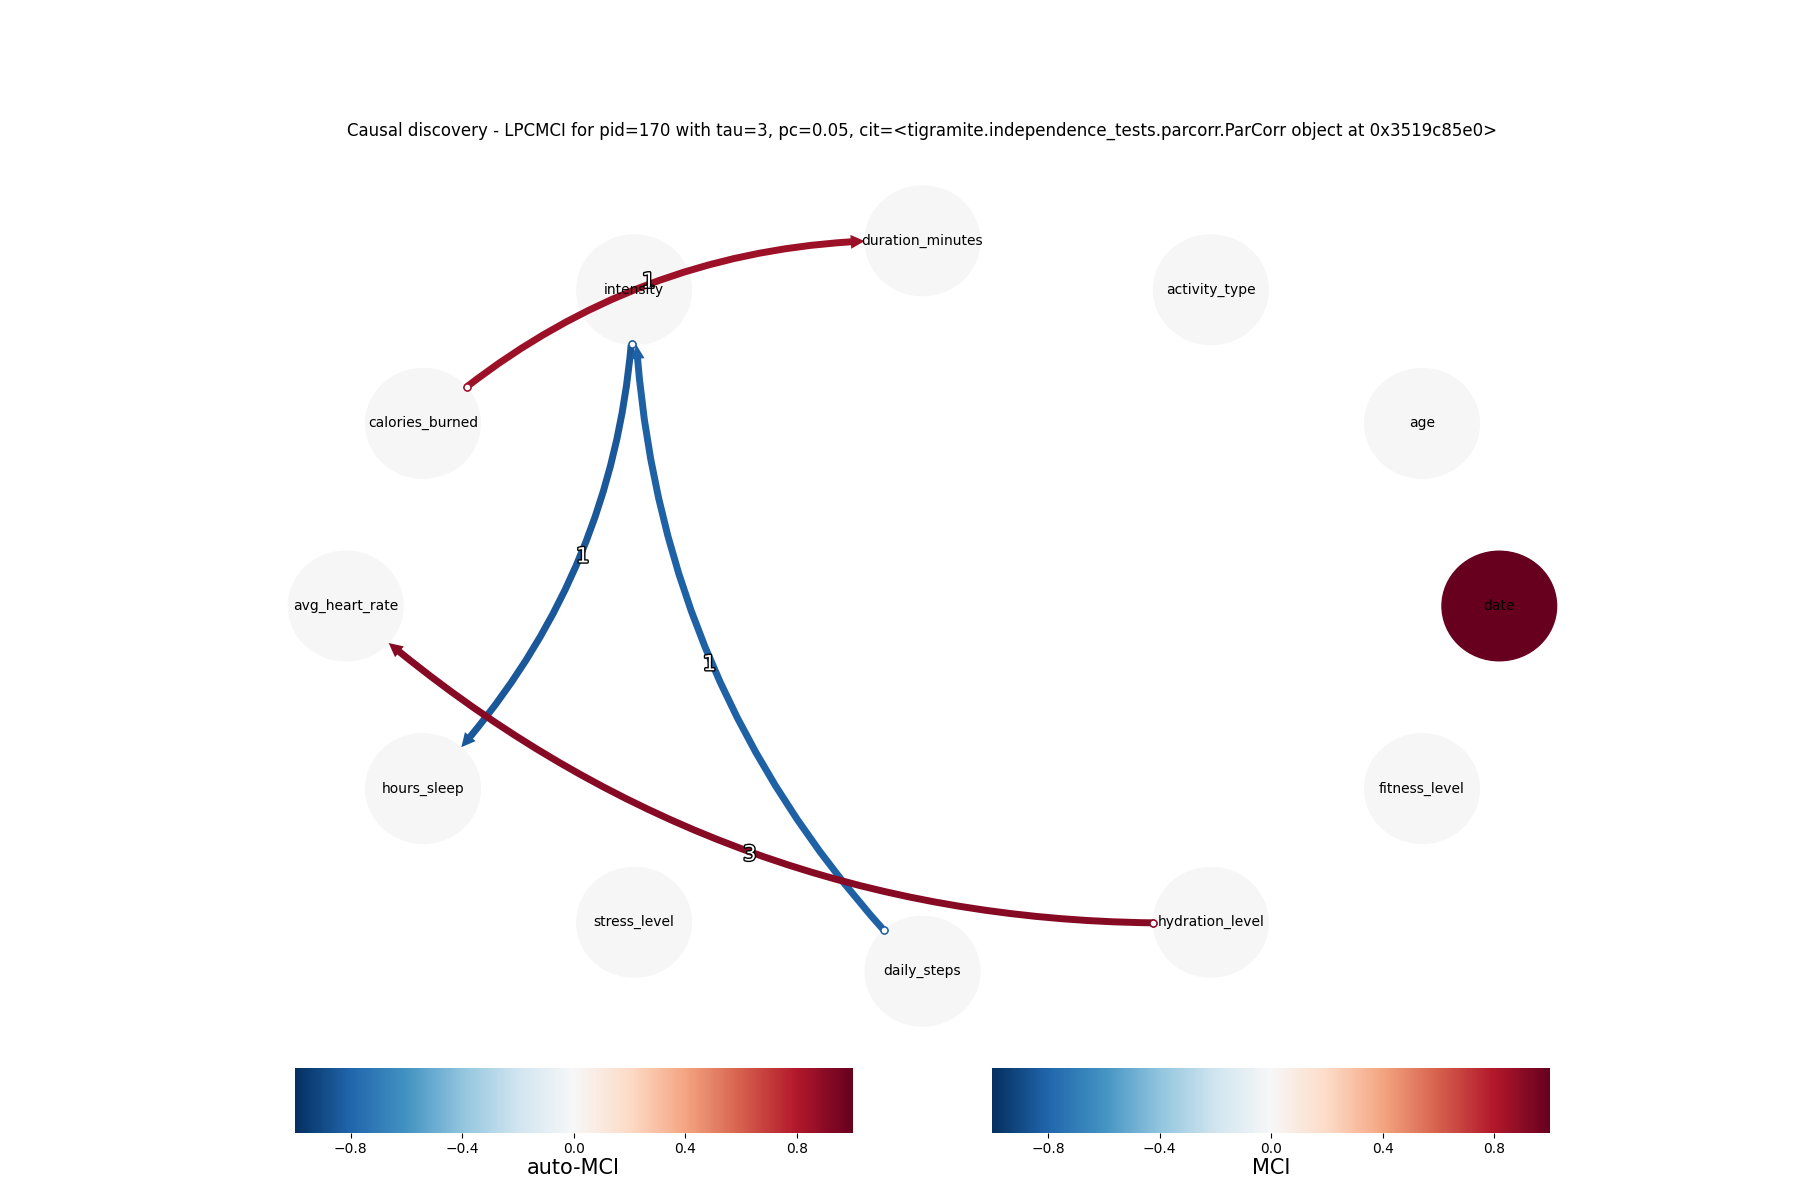 Causal discovery - LPCMCI for pid=170 with tau=3, pc=0.05, cit=<tigramite.independence_tests.parcorr.ParCorr object at 0x3519c85e0>
duration_minutes
1
intensity
activity_type
calories_burned
age
1
avg_heart_rate
date
1
hours_sleep
fitness_level
3
stress_level
hydration_level
daily_steps
−0.8 −0.4 0.0 0.4 0.8
auto-MCI
−0.8 −0.4 0.0 0.4 0.8
MCI